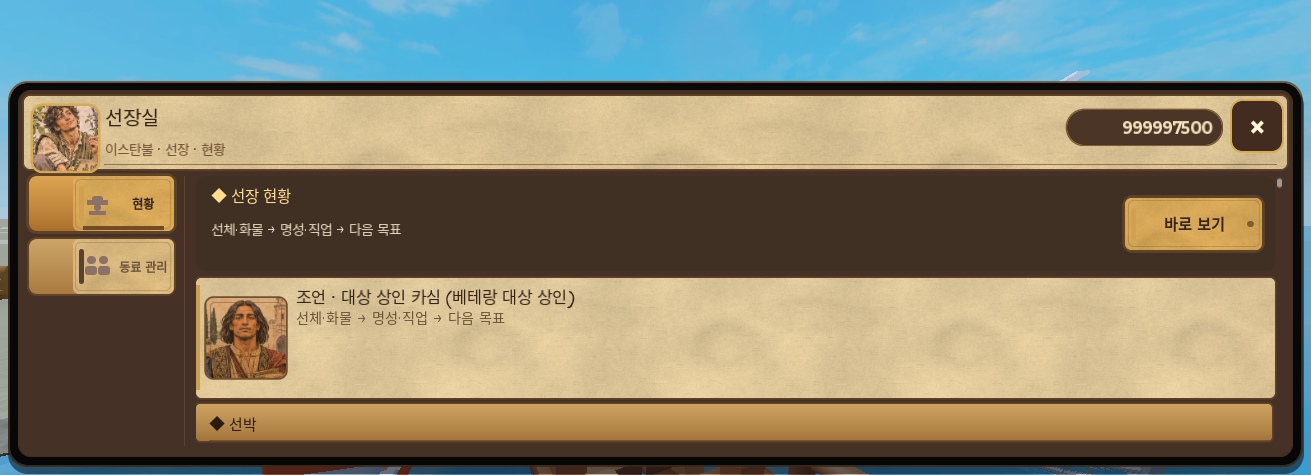 선장실
이스탄불 · 선장 · 현황
999997500
×
현황
동료 관리
◆ 선장 현황
선체·화물 → 명성·직업 → 다음 목표
바로 보기
조언 · 대상 상인 카심 (베테랑 대상 상인)
선체·화물 → 명성·직업 → 다음 목표
◆ 선박